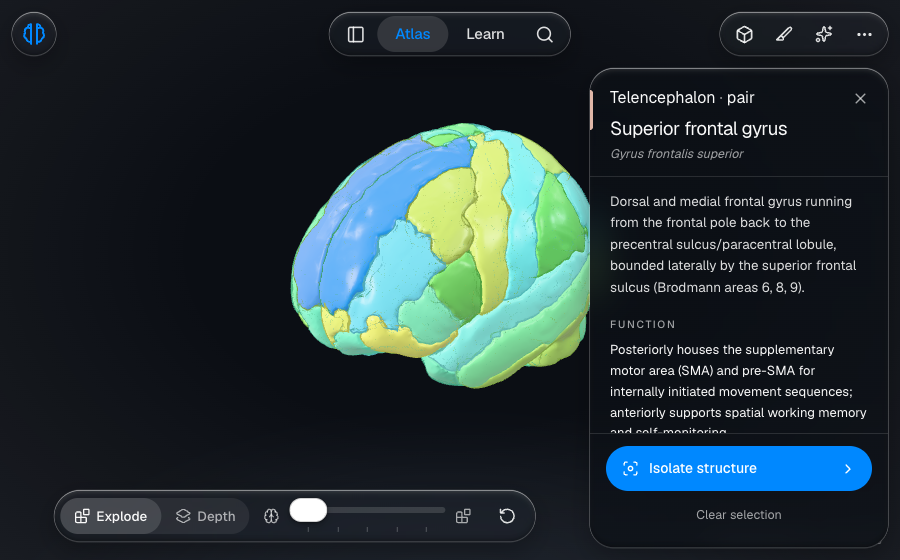 Atlas
Learn
Telencephalon · pair
Superior frontal gyrus
Gyrus frontalis superior
Dorsal and medial frontal gyrus running
from the frontal pole back to the
precentral sulcus/paracentral lobule,
bounded laterally by the superior frontal
sulcus (Brodmann areas 6, 8, 9).
FUNCTION
Posteriorly houses the supplementary
motor area (SMA) and pre-SMA for
internally initiated movement sequences;
anteriorly supports spatial working memory
and self-monitoring.
Isolate structure
Clear selection
Explode
Depth